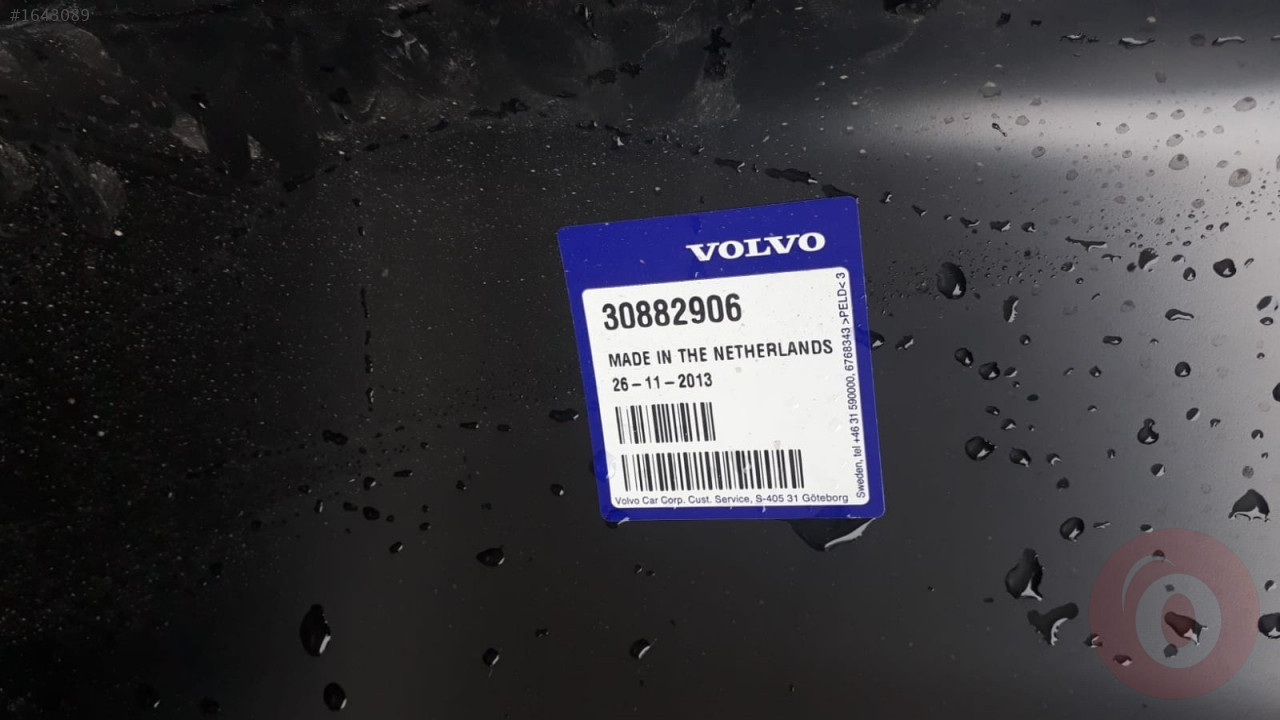 #1643089
VOLVO
30882906
MADE IN THE NETHERLANDS
26-11-2013
Volvo Car Corp. Cust. Service, S-405 31 Göteborg
Sweden, tel +46 31 590000, 6768343 >PELD< 3